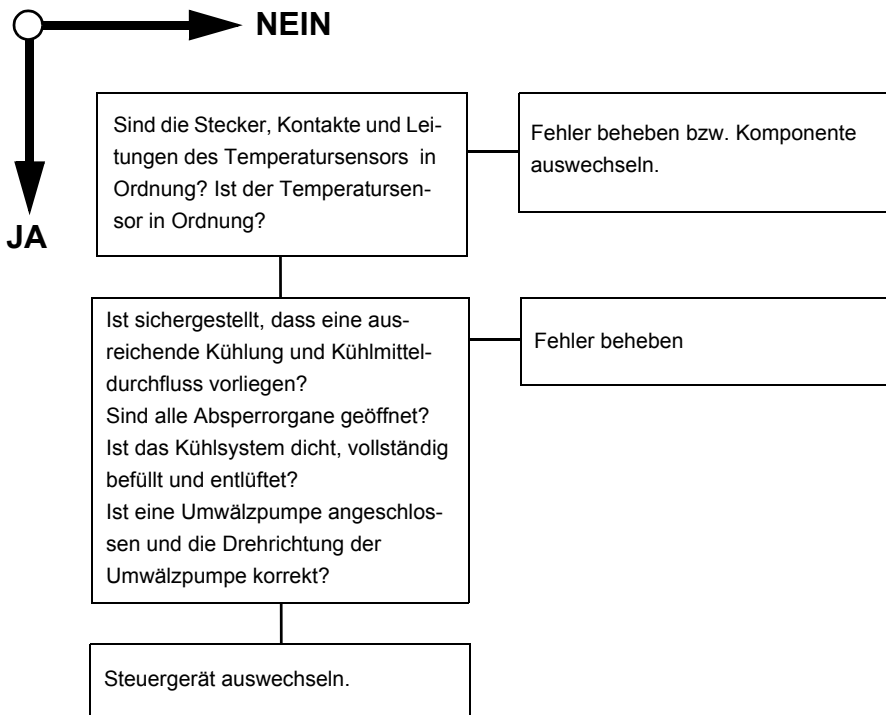 NEIN
JA
Sind die Stecker, Kontakte und Lei-
tungen des Temperatursensors in
Ordnung? Ist der Temperatursen-
sor in Ordnung?
Fehler beheben bzw. Komponente
auswechseln.
Ist sichergestellt, dass eine aus-
reichende Kühlung und Kühlmittel-
durchfluss vorliegen?
Sind alle Absperrorgane geöffnet?
Ist das Kühlsystem dicht, vollständig
befüllt und entlüftet?
Ist eine Umwälzpumpe angeschlos-
sen und die Drehrichtung der
Umwälzpumpe korrekt?
Fehler beheben
Steuergerät auswechseln.